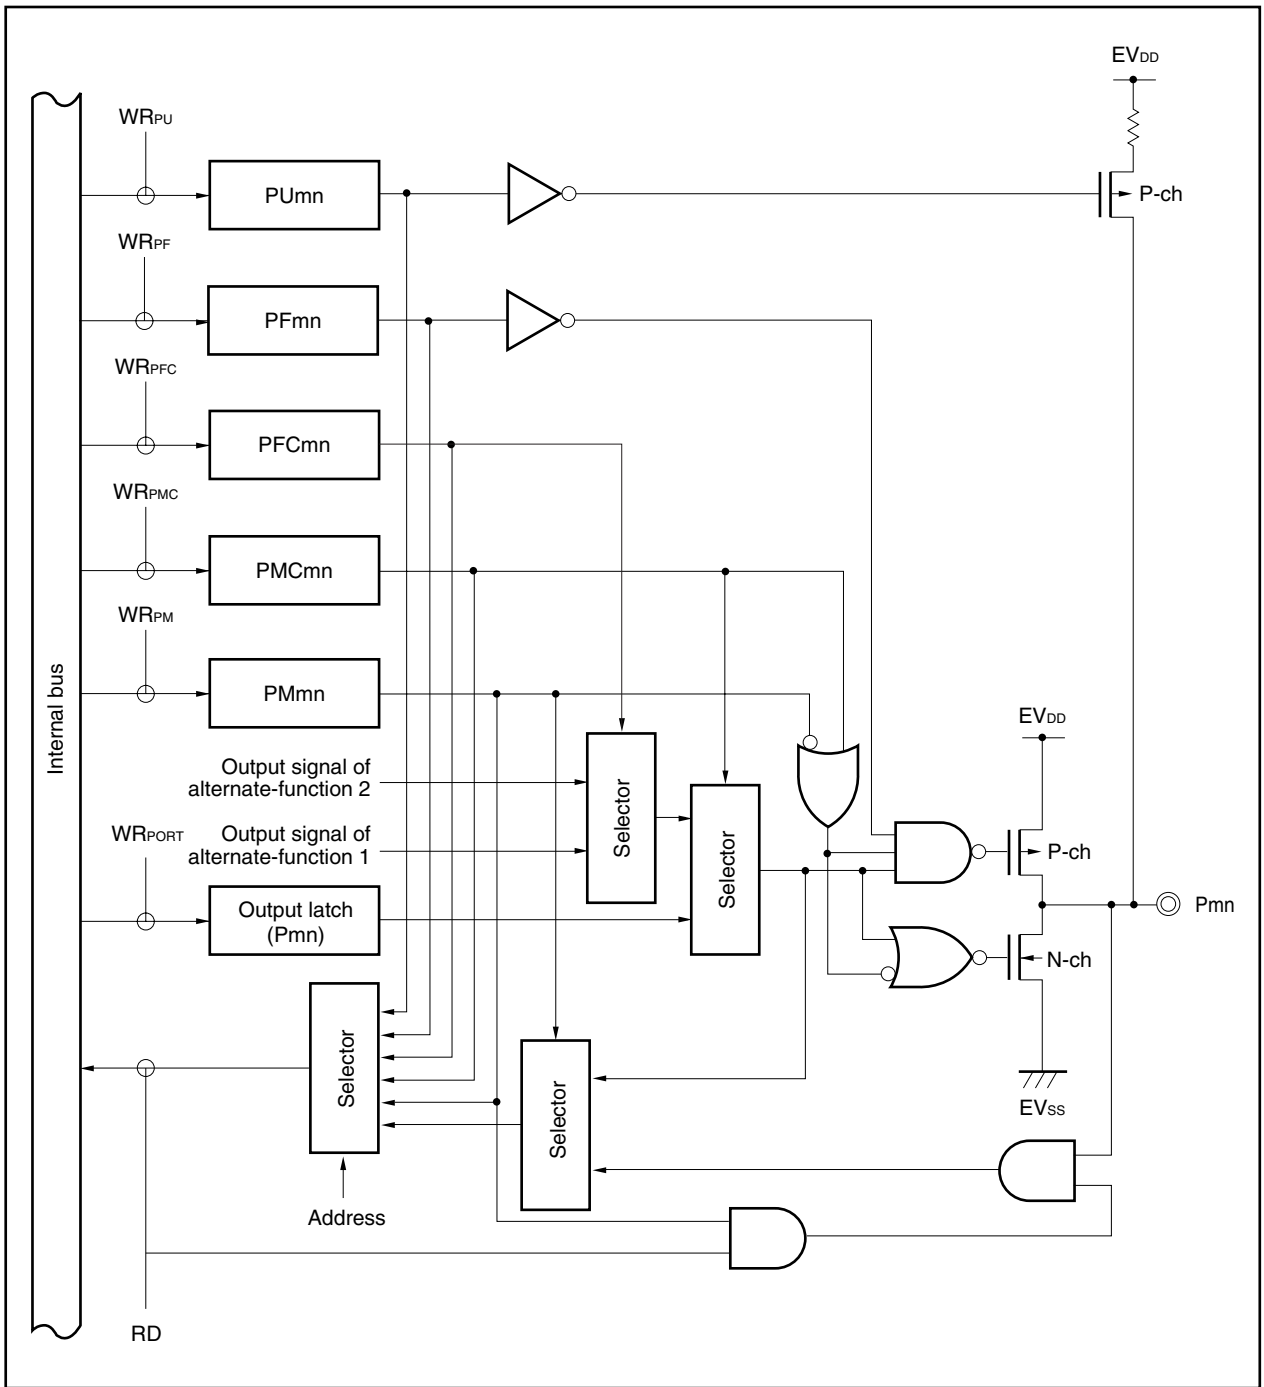 EVDD
WRPU
PUmn
P-ch
WRPF
PFmn
WRPFC
PFCmn
WRPMC
PMCmn
WRPM
PMmn
Internal bus
EVDD
Output signal of
alternate-function 2
Selector
WRPORT
Output signal of
alternate-function 1
Selector
P-ch
Output latch
(Pmn)
Pmn
N-ch
Selector
Selector
EVSS
Address
RD